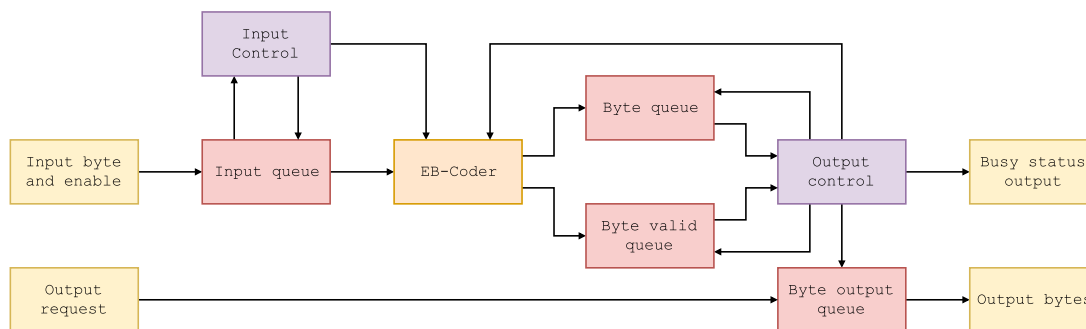 Input
Control
Byte queue
Input byte
and enable
Input queue
EB-Coder
Output
control
Busy status
output
Byte valid
queue
Output
request
Byte output
queue
Output bytes